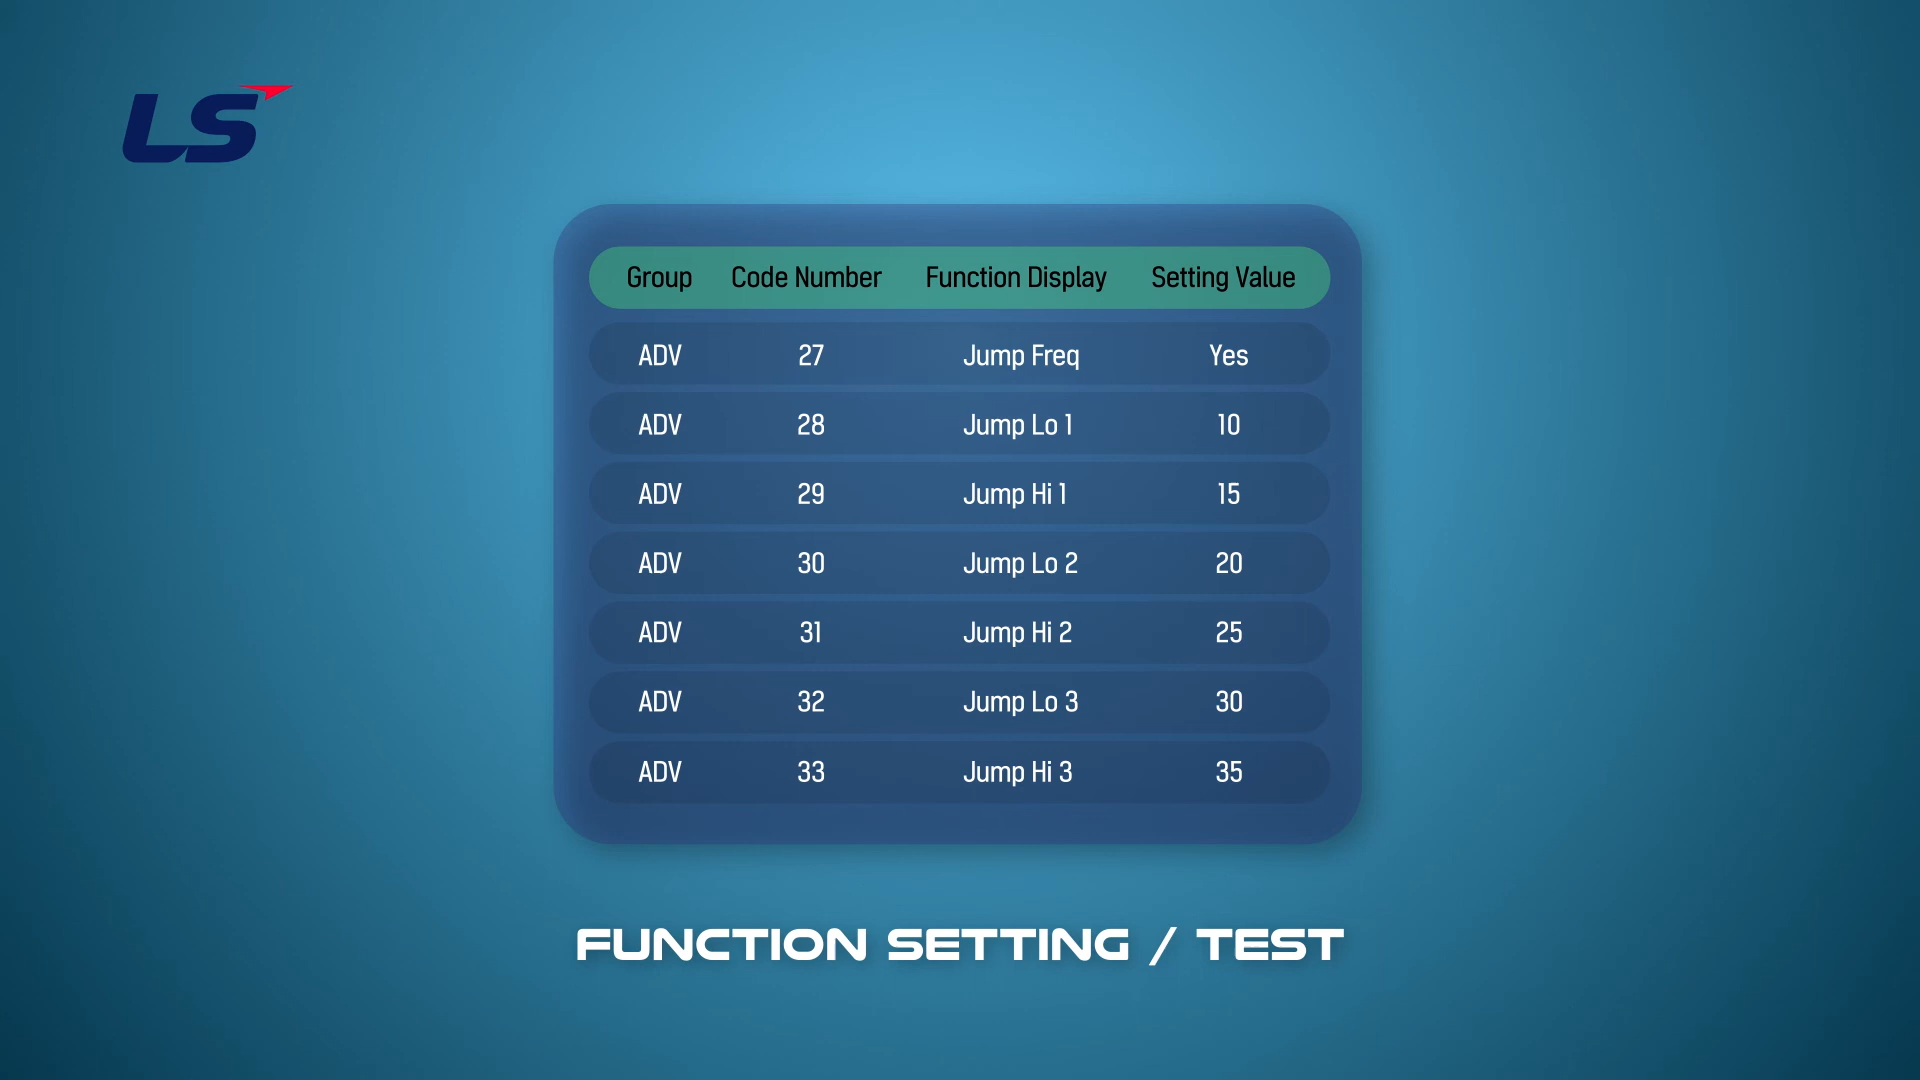 LS
Group Code Number Function Display Setting Value
ADV 27 Jump Freq Yes
ADV 28 Jump Lo 1 10
ADV 29 Jump Hi 1 15
ADV 30 Jump Lo 2 20
ADV 31 Jump Hi 2 25
ADV 32 Jump Lo 3 30
ADV 33 Jump Hi 3 35
FUNCTION SETTING / TEST